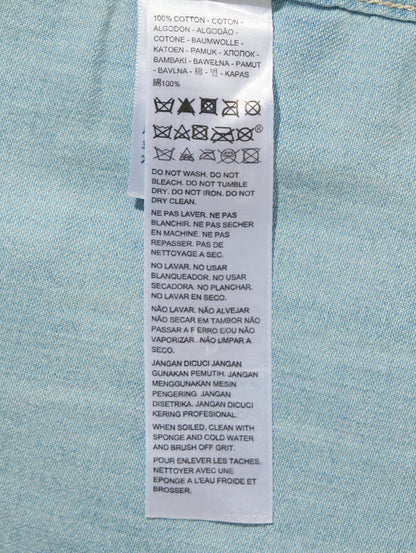 100% COTTON - COTON -
ALGODON - ALGODÃO -
COTONE - BAUMWOLLE -
KATOEN - PAMUK - ХЛОПОК -
BAMBAKI - BAWEŁNA - PAMUT
- BAVLNA - 棉 - 면 - KAPAS
綿100%
DO NOT WASH. DO NOT
BLEACH. DO NOT TUMBLE
DRY. DO NOT IRON. DO NOT
DRY CLEAN.
NE PAS LAVER. NE PAS
BLANCHIR. NE PAS SECHER
EN MACHINE. NE PAS
REPASSER. PAS DE
NETTOYAGE A SEC.
NO LAVAR. NO USAR
BLANQUEADOR. NO USAR
SECADORA. NO PLANCHAR.
NO LAVAR EN SECO.
NÃO LAVAR. NÃO ALVEJAR
NÃO SECAR EM TAMBOR NÃO
PASSAR A FERRO E/OU NÃO
VAPORIZAR. NÃO LIMPAR A
SECO.
JANGAN DICUCI JANGAN
GUNAKAN PEMUTIH. JANGAN
MENGGUNAKAN MESIN
PENGERING. JANGAN
DISETRIKA. JANGAN DICUCI
KERING PROFESIONAL.
WHEN SOILED, CLEAN WITH
SPONGE AND COLD WATER
AND BRUSH OFF GRIT.
POUR ENLEVER LES TACHES,
NETTOYER AVEC UNE
EPONGE A L'EAU FROIDE ET
BROSSER.